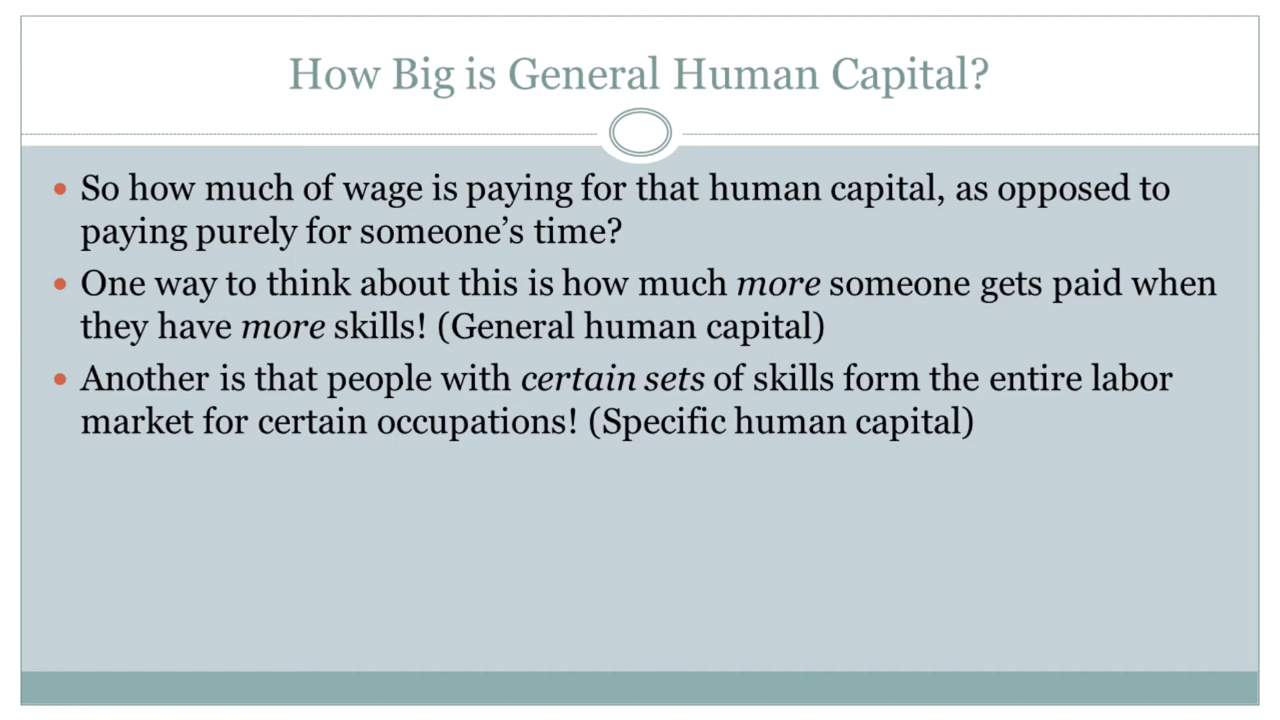 How Big is General Human Capital?
• So how much of wage is paying for that human capital, as opposed to
paying purely for someone's time?
• One way to think about this is how much more someone gets paid when
they have more skills! (General human capital)
• Another is that people with certain sets of skills form the entire labor
market for certain occupations! (Specific human capital)